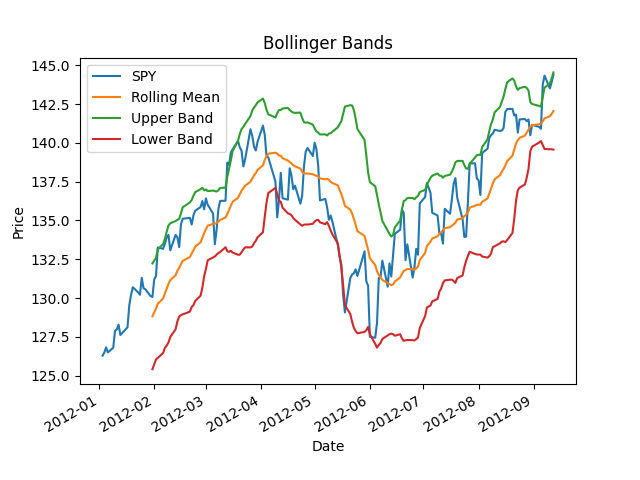 Bollinger Bands
SPY
Rolling Mean
Upper Band
Lower Band
145.0
142.5
140.0
137.5
135.0
132.5
130.0
127.5
125.0
Price
2012-01
2012-02
2012-03
2012-04
2012-05
2012-06
2012-07
2012-08
2012-09
Date